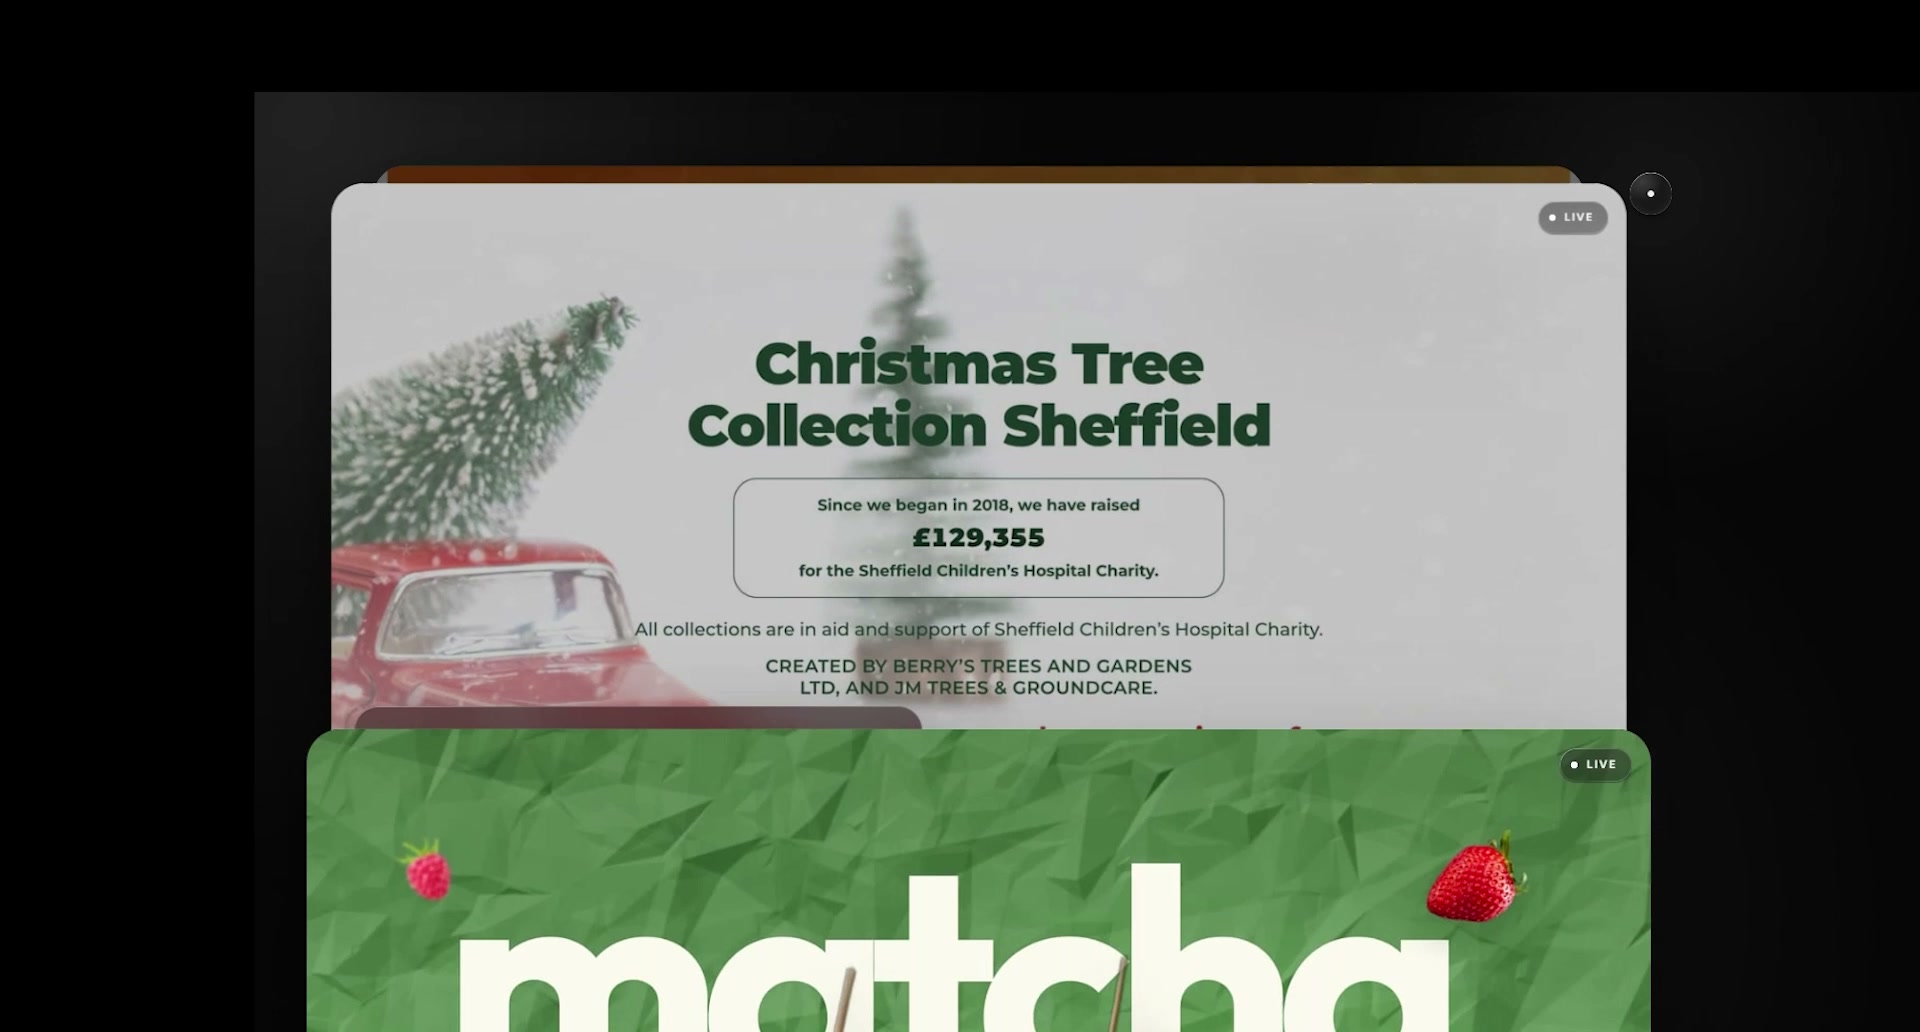 LIVE
Christmas Tree
Collection Sheffield
Since we began in 2018, we have raised
£129,355
for the Sheffield Children's Hospital Charity.
All collections are in aid and support of Sheffield Children's Hospital Charity.
CREATED BY BERRY'S TREES AND GARDENS
LTD, AND JM TREES & GROUNDCARE.
LIVE
matcha